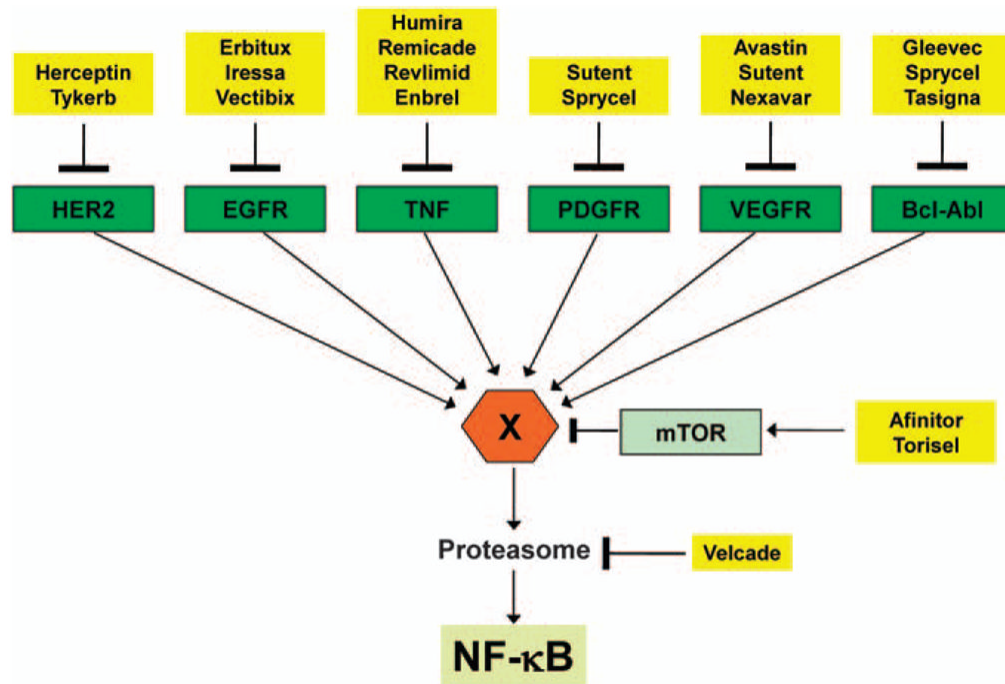 Herceptin
Tykerb
Erbitux
Iressa
Vectibix
Humira
Remicade
Revlimid
Enbrel
Sutent
Sprycel
Avastin
Sutent
Nexavar
Gleevec
Sprycel
Tasigna
HER2
EGFR
TNF
PDGFR
VEGFR
Bcl-Abl
X
mTOR
Afinitor
Torisel
Proteasome
Velcade
NF-κB